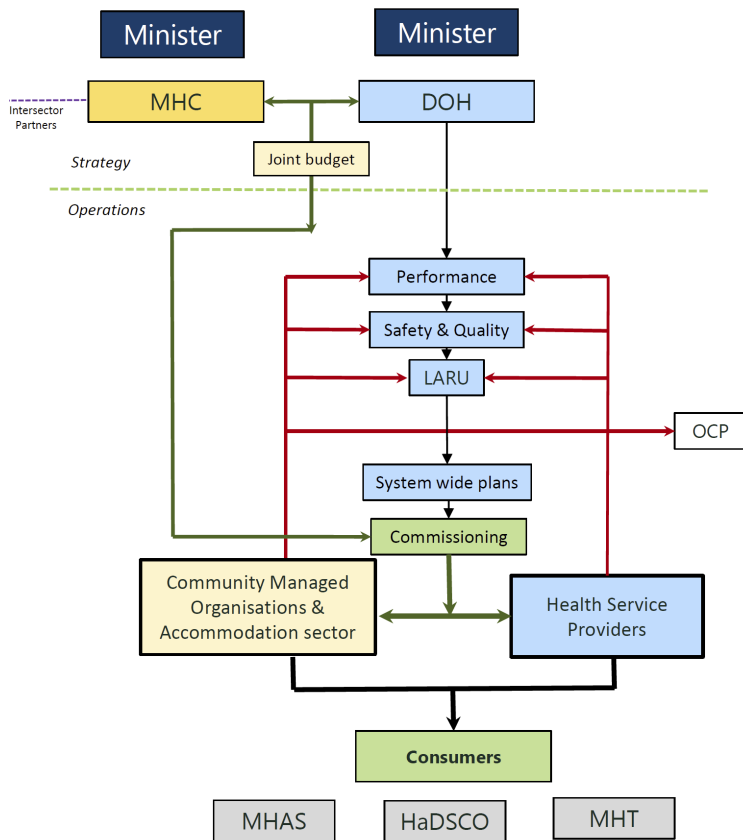 Minister
Minister
MHC
DOH
Intersector
Partners
Joint budget
Strategy
Operations
Performance
Safety & Quality
LARU
OCP
System wide plans
Commissioning
Community Managed
Organisations &
Accommodation sector
Health Service
Providers
Consumers
MHAS
HaDSCO
MHT